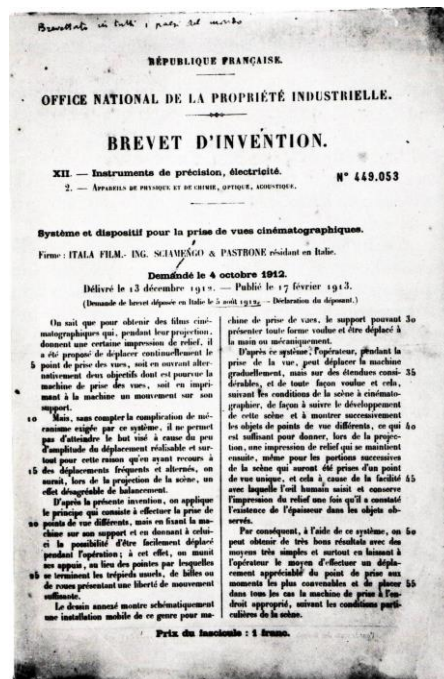 Brevettato in tutti i paesi del mondo
RÉPUBLIQUE FRANÇAISE.
OFFICE NATIONAL DE LA PROPRIÉTÉ INDUSTRIELLE.
BREVET D'INVENTION.
XII. — Instruments de précision, électricité.
N° 449.053
2. — APPAREILS DE PHYSIQUE ET DE CHIMIE, OPTIQUE, ACOUSTIQUE.
Système et dispositif pour la prise de vues cinématographiques.
Firme : ITALA FILM.- ING. SCIAMENGO & PASTRONE résidant en Italie.
Demandé le 4 octobre 1912.
Délivré le 13 décembre 1912. — Publié le 17 février 1913.
(Demande de brevet déposée en Italie le 5 août 1912. — Déclaration du déposant.)
On sait que pour obtenir des films ciné-
matographiques qui, pendant leur projection,
donnent une certaine impression de relief, il
a été proposé de déplacer continuellement le
5 point de prise des vues, soit en ouvrant alter-
nativement deux objectifs dont est pourvue la
machine de prise des vues, soit en impri-
mant à la machine un mouvement sur son
support.
10 Mais, sans compter la complication de mé-
canisme exigée par ce système, il ne permet
pas d'atteindre le but visé à cause du peu
d'amplitude du déplacement réalisable et sur-
tout pour cette raison qu'en ayant recours à
15 des déplacements fréquents et alternés, on
aurait, lors de la projection de la scène, un
effet désagréable de balancement.
D'après la présente invention, on applique
le principe qui consiste à effectuer la prise de
20 points de vue différents, mais en fixant la ma-
chine sur son support et en donnant à celui-
ci la possibilité d'être facilement déplacé
pendant l'opération ; à cet effet, on munit
ses appuis, au lieu des pointes par lesquelles
25 se terminent les trépieds usuels, de billes ou
de roues présentant une liberté de mouvement
suffisante.
Le dessin annexé montre schématiquement
une installation mobile de ce genre pour ma-
chine de prise de vues, le support pouvant 30
présenter toute forme voulue et être déplacé à
la main ou mécaniquement.
D'après ce système, l'opérateur, pendant la
prise de la vue, peut déplacer la machine
graduellement, mais sur des étendues consi- 35
dérables, et de toute façon voulue et cela,
suivant les conditions de la scène à cinémato-
graphier, de façon à suivre le développement
de cette scène et à montrer successivement
les objets de points de vue différents, ce qui 40
est suffisant pour donner, lors de la projec-
tion, une impression de relief qui se maintient
ensuite, même pour les portions successives
de la scène qui auront été prises d'un point
de vue unique, et cela à cause de la facilité 45
avec laquelle l'œil humain saisit et conserve
l'impression du relief une fois qu'il a constaté
l'existence de l'épaisseur dans les objets ob-
servés.
Par conséquent, à l'aide de ce système, on 50
peut obtenir de très bons résultats avec des
moyens très simples et surtout en laissant à
l'opérateur le moyen d'effectuer un dépla-
cement appréciable du point de prise aux
moments les plus convenables et de placer 55
dans tous les cas la machine de prise à l'en-
droit approprié, suivant les conditions parti-
culières de la scène.
Prix du fascicule : 1 franc.